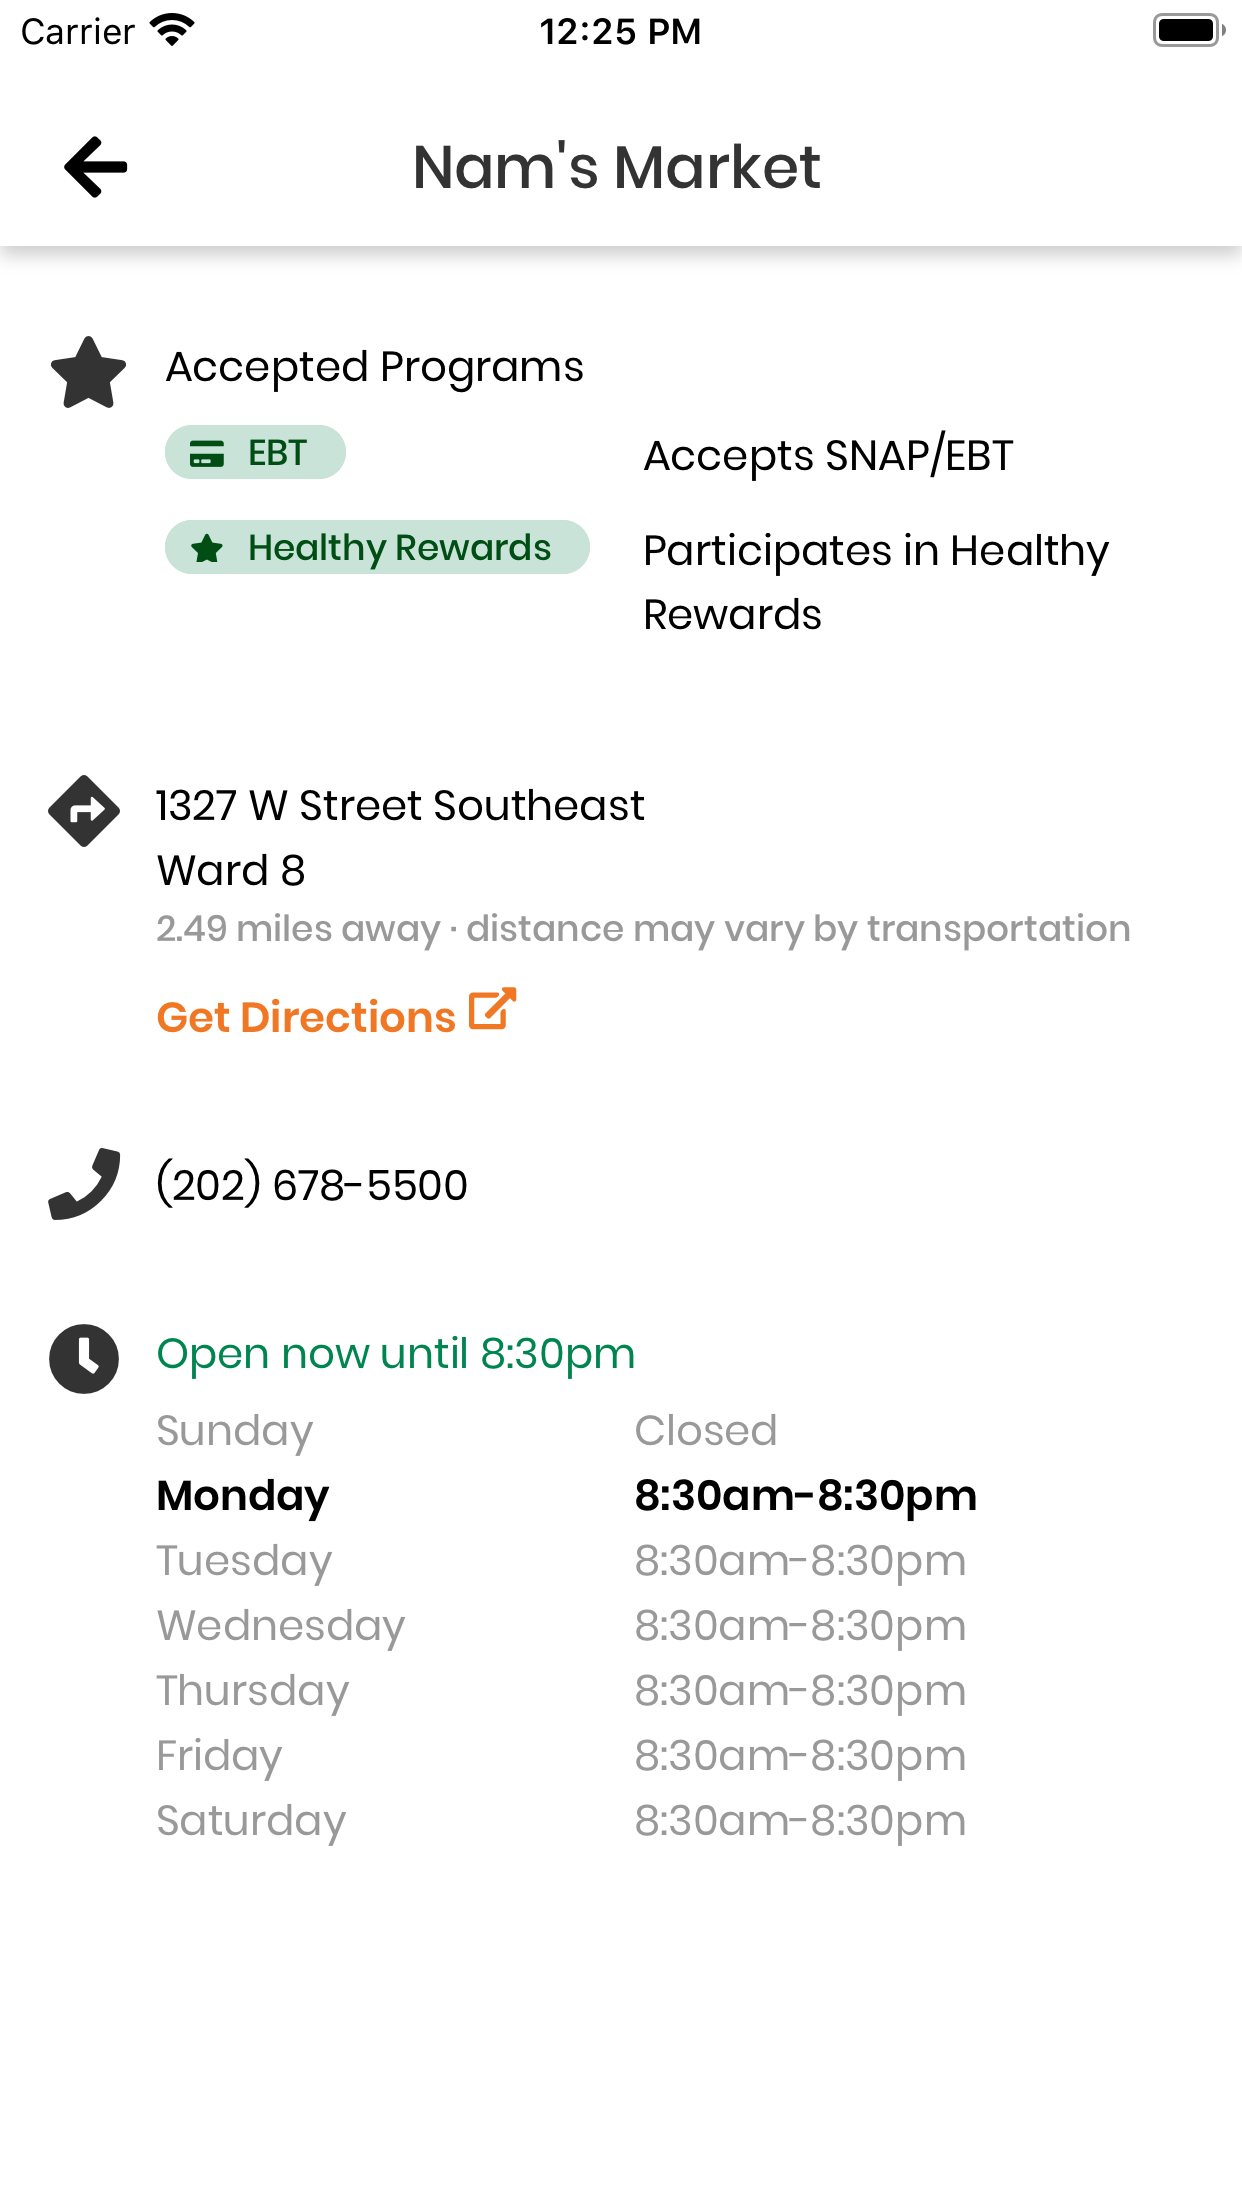 Carrier 12:25 PM
Nam's Market
Accepted Programs
EBT Accepts SNAP/EBT
Healthy Rewards Participates in Healthy
Rewards
1327 W Street Southeast
Ward 8
2.49 miles away · distance may vary by transportation
Get Directions
(202) 678-5500
Open now until 8:30pm
Sunday Closed
Monday 8:30am-8:30pm
Tuesday 8:30am-8:30pm
Wednesday 8:30am-8:30pm
Thursday 8:30am-8:30pm
Friday 8:30am-8:30pm
Saturday 8:30am-8:30pm